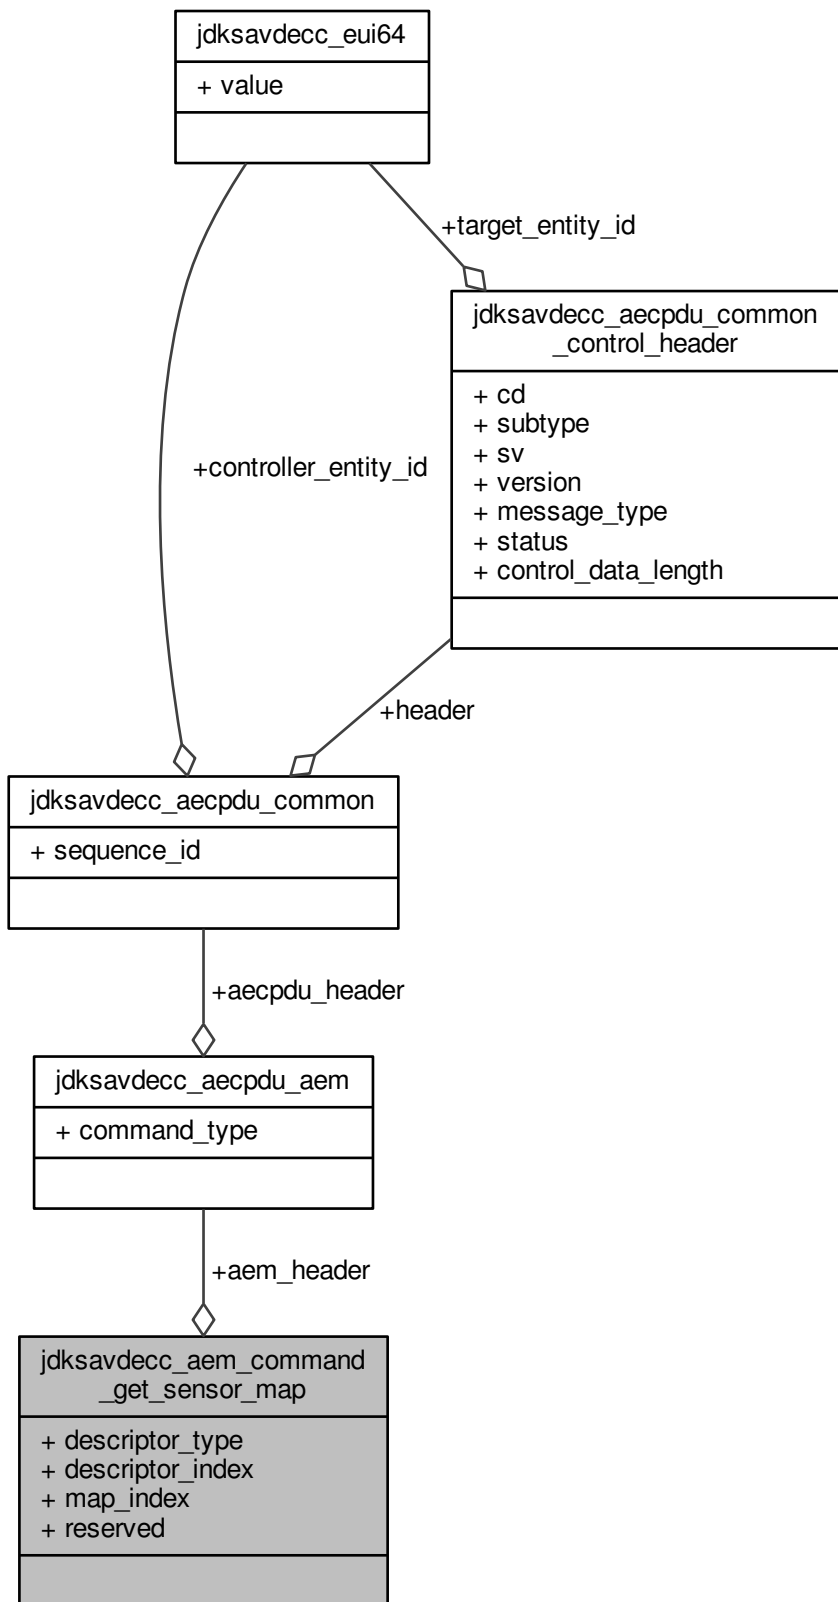 jdksavdecc_eui64
+ value
+target_entity_id
jdksavdecc_aecpdu_common
_control_header
+ cd
+ subtype
+ sv
+ version
+ message_type
+ status
+ control_data_length
+controller_entity_id
+header
jdksavdecc_aecpdu_common
+ sequence_id
+aecpdu_header
jdksavdecc_aecpdu_aem
+ command_type
+aem_header
jdksavdecc_aem_command
_get_sensor_map
+ descriptor_type
+ descriptor_index
+ map_index
+ reserved